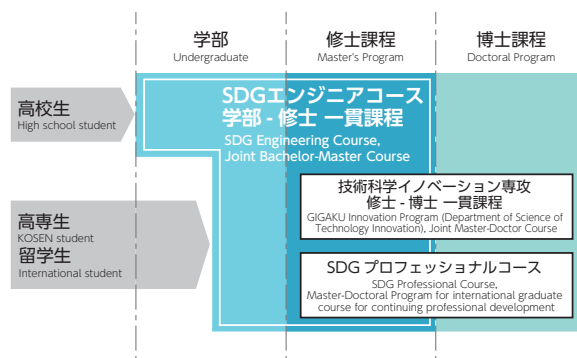 学部
Undergraduate
修士課程
Master's Program
博士課程
Doctoral Program
高校生
High school student
SDGエンジニアコース
学部 - 修士 一貫課程
SDG Engineering Course,
Joint Bachelor-Master Course
高専生
KOSEN student
留学生
International student
技術科学イノベーション専攻
修士 - 博士 一貫課程
GIGAKU Innovation Program (Department of Science of
Technology Innovation), Joint Master-Doctor Course
SDG プロフェッショナルコース
SDG Professional Course,
Master-Doctoral Program for international graduate
course for continuing professional development